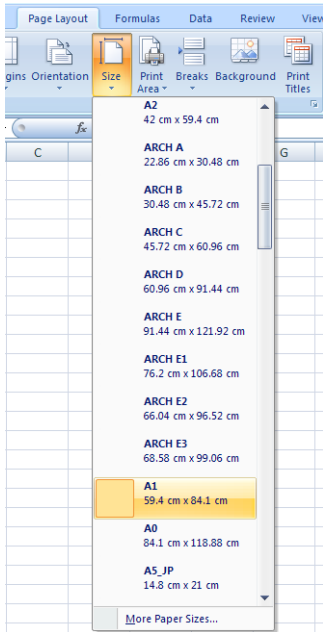 Page Layout Formulas Data Review View
gins Orientation Size Print Area Breaks Background Print Titles
fx
C G
A2
42 cm x 59.4 cm
ARCH A
22.86 cm x 30.48 cm
ARCH B
30.48 cm x 45.72 cm
ARCH C
45.72 cm x 60.96 cm
ARCH D
60.96 cm x 91.44 cm
ARCH E
91.44 cm x 121.92 cm
ARCH E1
76.2 cm x 106.68 cm
ARCH E2
66.04 cm x 96.52 cm
ARCH E3
68.58 cm x 99.06 cm
A1
59.4 cm x 84.1 cm
A0
84.1 cm x 118.88 cm
A5_JP
14.8 cm x 21 cm
More Paper Sizes...